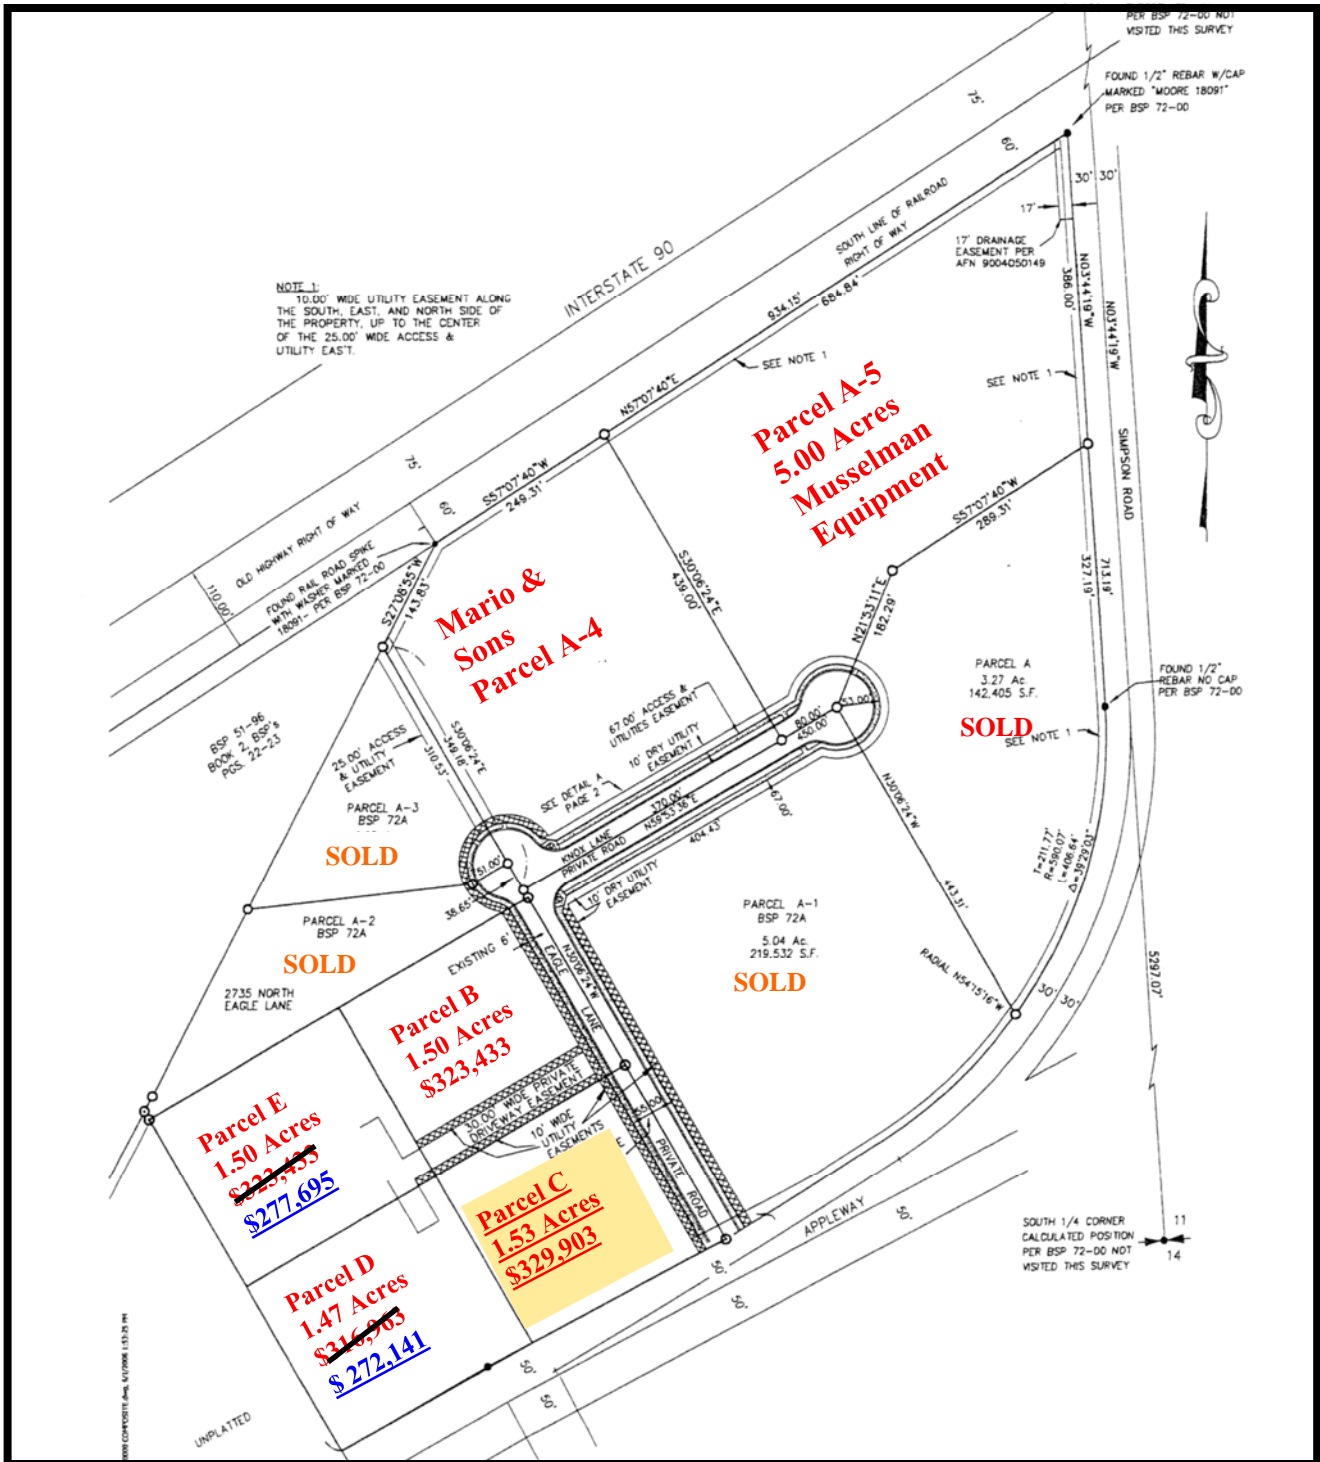 PER BSP 72-00 NOT
VISITED THIS SURVEY
FOUND 1/2" REBAR W/CAP
MARKED "MOORE 18091"
PER BSP 72-00
75'
60'
30' 30'
17'
17' DRAINAGE
EASEMENT PER
AFN 9004050149
SOUTH LINE OF RAILROAD
RIGHT OF WAY
INTERSTATE 90
NOTE 1:
10.00' WIDE UTILITY EASEMENT ALONG
THE SOUTH, EAST, AND NORTH SIDE OF
THE PROPERTY, UP TO THE CENTER
OF THE 25.00' WIDE ACCESS &
UTILITY EAS'T.
934.15'
684.84'
N03°44'19"W
386.00'
N03°44'19"W
SEE NOTE 1
SEE NOTE 1
N57°07'40"E
Parcel A-5
5.00 Acres
Musselman
Equipment
SIMPSON ROAD
75'
60'
S57°07'40"W
249.31'
S57°07'40"W
289.31'
OLD HIGHWAY RIGHT OF WAY
110.00'
FOUND RAIL ROAD SPIKE
WITH WASHER MARKED
18091- PER BSP 72-00
S27°08'55"W
143.83'
S30°06'24"E
439.00'
327.19'
713.19'
N21°53'11"E
182.29'
Mario &
Sons
Parcel A-4
PARCEL A
3.27 Ac.
142,405 S.F.
SOLD
SEE NOTE 1
FOUND 1/2"
REBAR NO CAP
PER BSP 72-00
BSP 51-96
BOOK 2, BSP's
PGS. 22-23
25.00' ACCESS
& UTILITY
EASEMENT
S30°06'24"E
349.18'
310.53'
67.00' ACCESS &
UTILITIES EASEMENT
10' DRY UTILITY
EASEMENT
80.00'
450.00'
53.00'
SEE DETAIL A
PAGE 2
370.00'
N59°53'36"E
KNOX LANE
PRIVATE ROAD
67.00'
404.43'
N30°06'24"W
443.31'
PARCEL A-3
BSP 72A
SOLD
51.00'
38.65'
10' DRY UTILITY
EASEMENT
T=211.77'
R=590.07'
L=406.64'
Δ=39°29'03"
PARCEL A-2
BSP 72A
SOLD
2735 NORTH
EAGLE LANE
EXISTING 6'
EAGLE LANE
N30°06'24"W
PARCEL A-1
BSP 72A
5.04 Ac.
219.532 S.F.
SOLD
RADIAL N54°15'16"W
30' 30'
5297.07'
Parcel B
1.50 Acres
$323,433
30.00' WIDE PRIVATE
DRIVEWAY EASEMENT
10' WIDE
UTILITY
EASEMENTS
55.00'
E
PRIVATE ROAD
Parcel E
1.50 Acres
$323,433
$277,695
Parcel C
1.53 Acres
$329,903
APPLEWAY
50'
50'
50'
SOUTH 1/4 CORNER
CALCULATED POSITION
PER BSP 72-00 NOT
VISITED THIS SURVEY
11
14
Parcel D
1.47 Acres
$316,963
$ 272,141
50'
50'
UNPLATTED